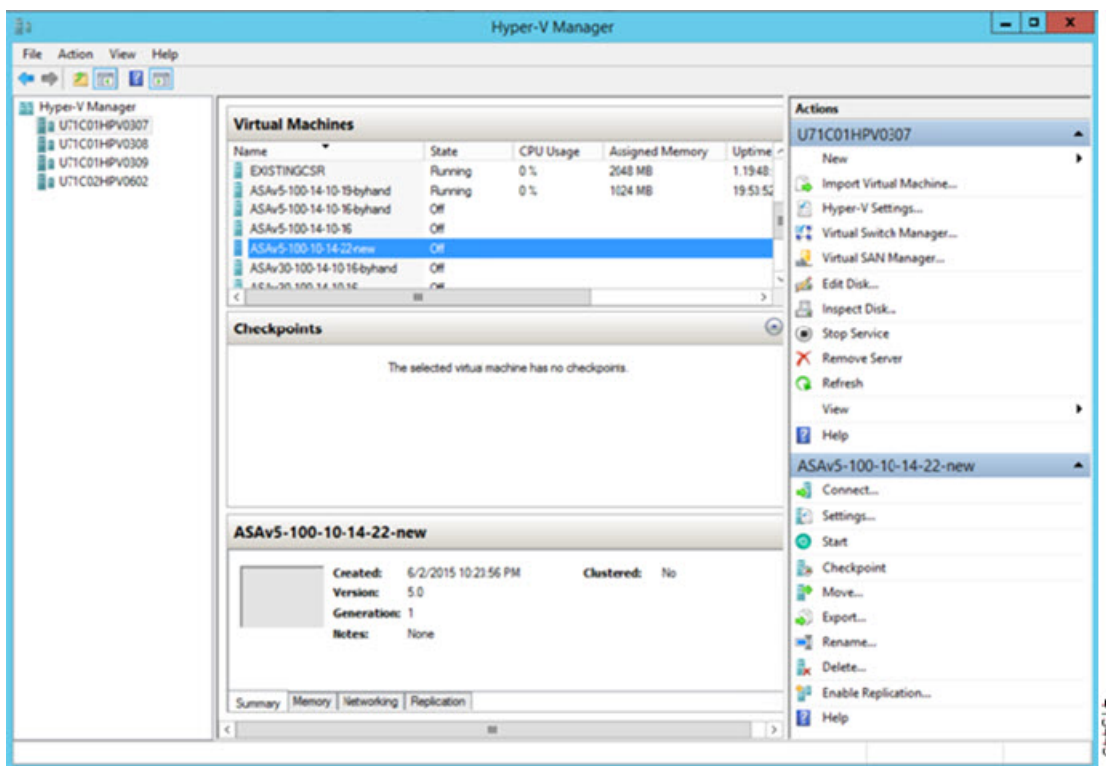 Hyper-V Manager
File Action View Help
Hyper-V Manager
U71C01HPV0307
U71C01HPV0308
U71C01HPV0309
U71C02HPV0602
Virtual Machines
Name State CPU Usage Assigned Memory Uptime
EXISTINGCSR Running 0 % 2048 MB 1.19:48:
ASAv5-100-14-10-19-byhand Running 0 % 1024 MB 19:53:52
ASAv5-100-14-10-16-byhand Off
ASAv5-100-14-10-16 Off
ASAv5-100-10-14-22-new Off
ASAv30-100-14-10-16-byhand Off
Checkpoints
The selected virtual machine has no checkpoints.
ASAv5-100-10-14-22-new
Created: 6/2/2015 10:23:56 PM Clustered: No
Version: 5.0
Generation: 1
Notes: None
Summary Memory Networking Replication
Actions
U71C01HPV0307
New
Import Virtual Machine...
Hyper-V Settings...
Virtual Switch Manager...
Virtual SAN Manager...
Edit Disk...
Inspect Disk...
Stop Service
Remove Server
Refresh
View
Help
ASAv5-100-10-14-22-new
Connect...
Settings...
Start
Checkpoint
Move...
Export...
Rename...
Delete...
Enable Replication...
Help